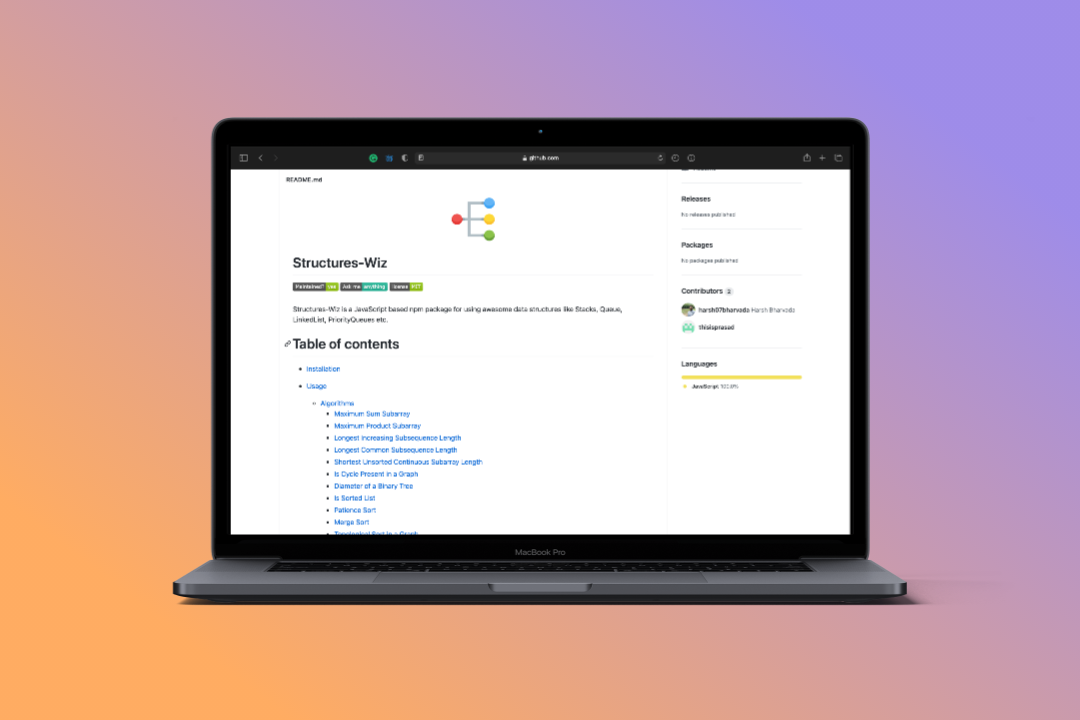 github.com
README.md
Structures-Wiz
Maintained? yes Ask me anything license MIT
Structures-Wiz is a JavaScript based npm package for using awesome data structures like Stacks, Queue,
LinkedList, PriorityQueues etc.
Table of contents
Installation
Usage
Algorithms
Maximum Sum Subarray
Maximum Product Subarray
Longest Increasing Subsequence Length
Longest Common Subsequence Length
Shortest Unsorted Continuous Subarray Length
Is Cycle Present in a Graph
Diameter of a Binary Tree
Is Sorted List
Patience Sort
Merge Sort
Topological Sort in a Graph
Releases
No releases published
Packages
No packages published
Contributors 2
harsh07bharvada Harsh Bharvada
thisisprasad
Languages
JavaScript 100.0%
MacBook Pro